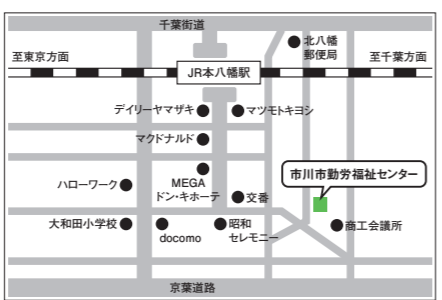 千葉街道
北八幡
郵便局
至東京方面
至千葉方面
JR本八幡駅
デイリーヤマザキ
マツモトキヨシ
マクドナルド
市川市勤労福祉センター
ハローワーク
MEGA
ドン・キホーテ
交番
大和田小学校
docomo
昭和
セレモニー
商工会議所
京葉道路